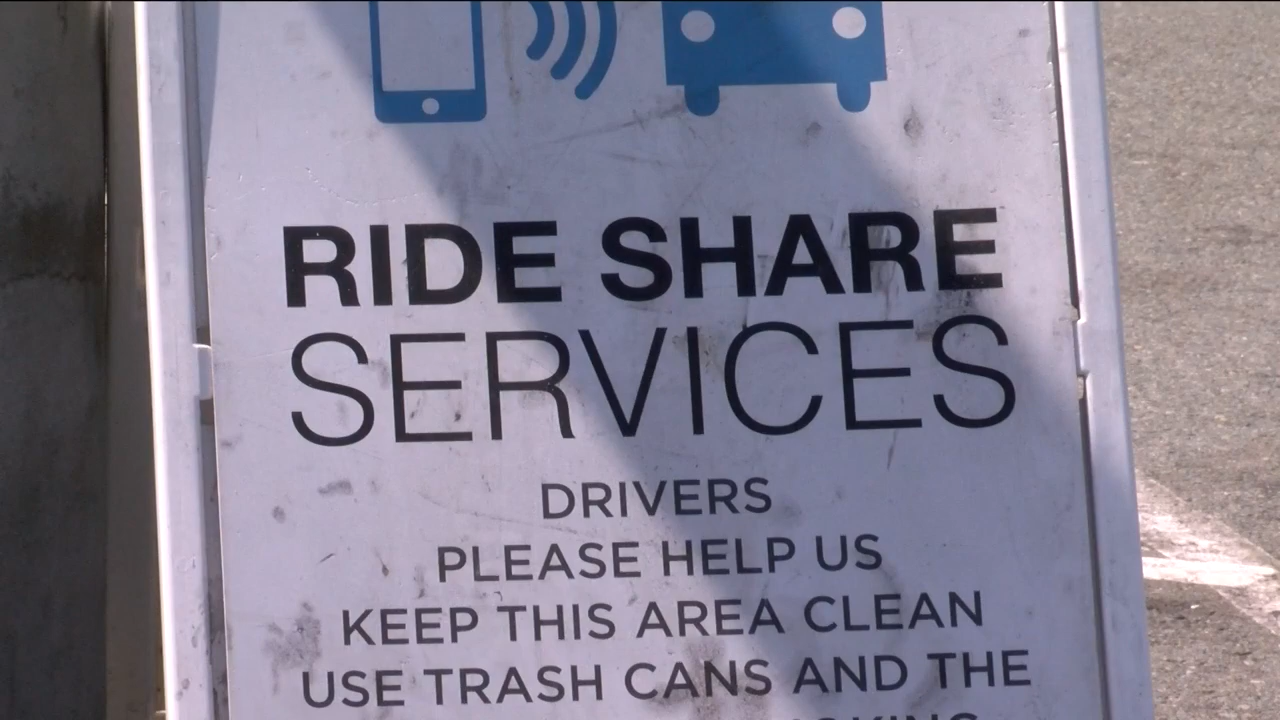 RIDE SHARE
SERVICES
DRIVERS
PLEASE HELP US
KEEP THIS AREA CLEAN
USE TRASH CANS AND THE